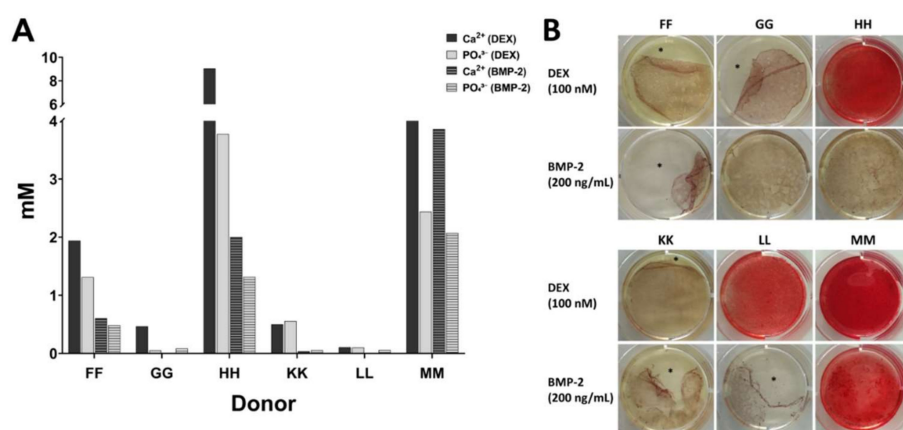 A
Ca²⁺ (DEX)
PO₄³⁻ (DEX)
Ca²⁺ (BMP-2)
PO₄³⁻ (BMP-2)
10
8
6
4
3
2
1
0
mM
FF GG HH KK LL MM
Donor
B
FF GG HH
DEX
(100 nM)
BMP-2
(200 ng/mL)
KK LL MM
DEX
(100 nM)
BMP-2
(200 ng/mL)